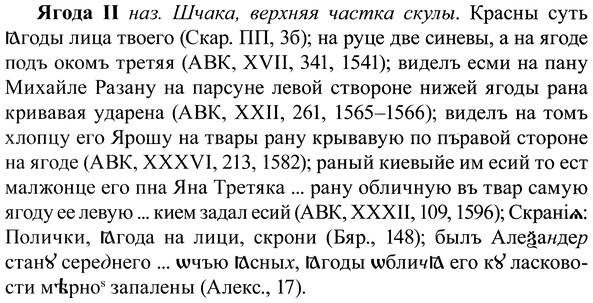 Ягода II наз. Шчака, верхняя частка скулы. Красны суть
ꙗгоды лица твоего (Скар. ПП, 3б); на руце две синевы, а на ягоде
подъ окомъ третяя (АВК, XVII, 341, 1541); виделъ есми на пану
Михайле Разану на парсуне левой створоне нижей ягоды рана
кривавая ударена (АВК, XXII, 261, 1565–1566); виделъ на томъ
хлопцу его Ярошу на твары рану крывавую по пъравой стороне
на ягоде (АВК, XXXVI, 213, 1582); раный киевыйе им есий то ест
малжонце его пна Яна Третяка ... рану обличную въ твар самую
ягоду ее левую ... кием задал есий (АВК, XXXII, 109, 1596); Скранiѧ:
Полички, ꙗгода на лици, скрони (Бяр., 148); былъ Алеѯандер
станꙋ середнего ... ѡчъю ꙗсных, ꙗгоды ѡбличꙗ его кꙋ ласково-
сти мѣрноˢ запалены (Алекс., 17).